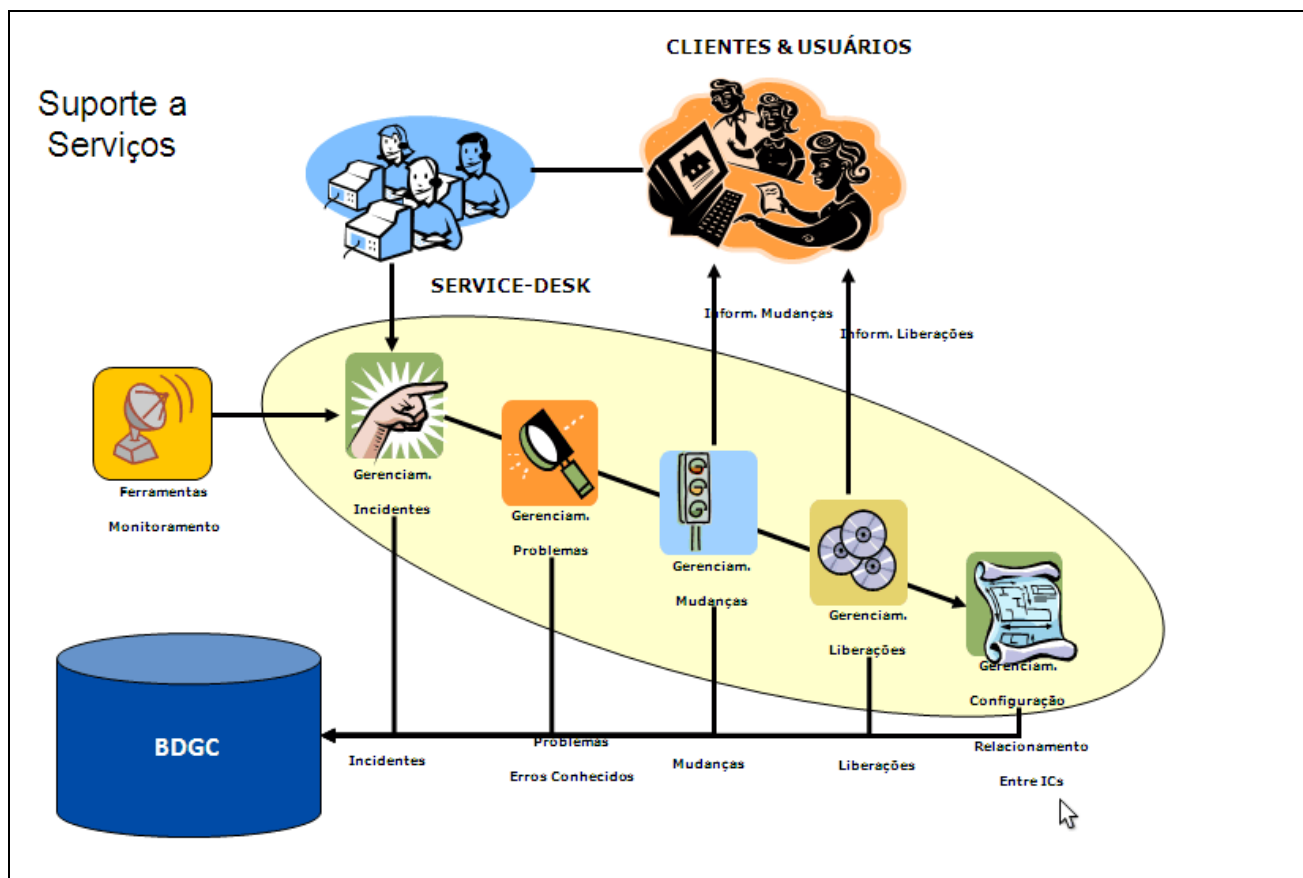 CLIENTES & USUÁRIOS
Suporte a
Serviços
SERVICE-DESK
Inform. Mudanças
Inform. Liberações
Ferramentas
Monitoramento
Gerenciam.
Incidentes
Gerenciam.
Problemas
Gerenciam.
Mudanças
Gerenciam.
Liberações
Gerenciam.
Configuração
BDGC
Incidentes
Problemas
Erros Conhecidos
Mudanças
Liberações
Relacionamento
Entre ICs